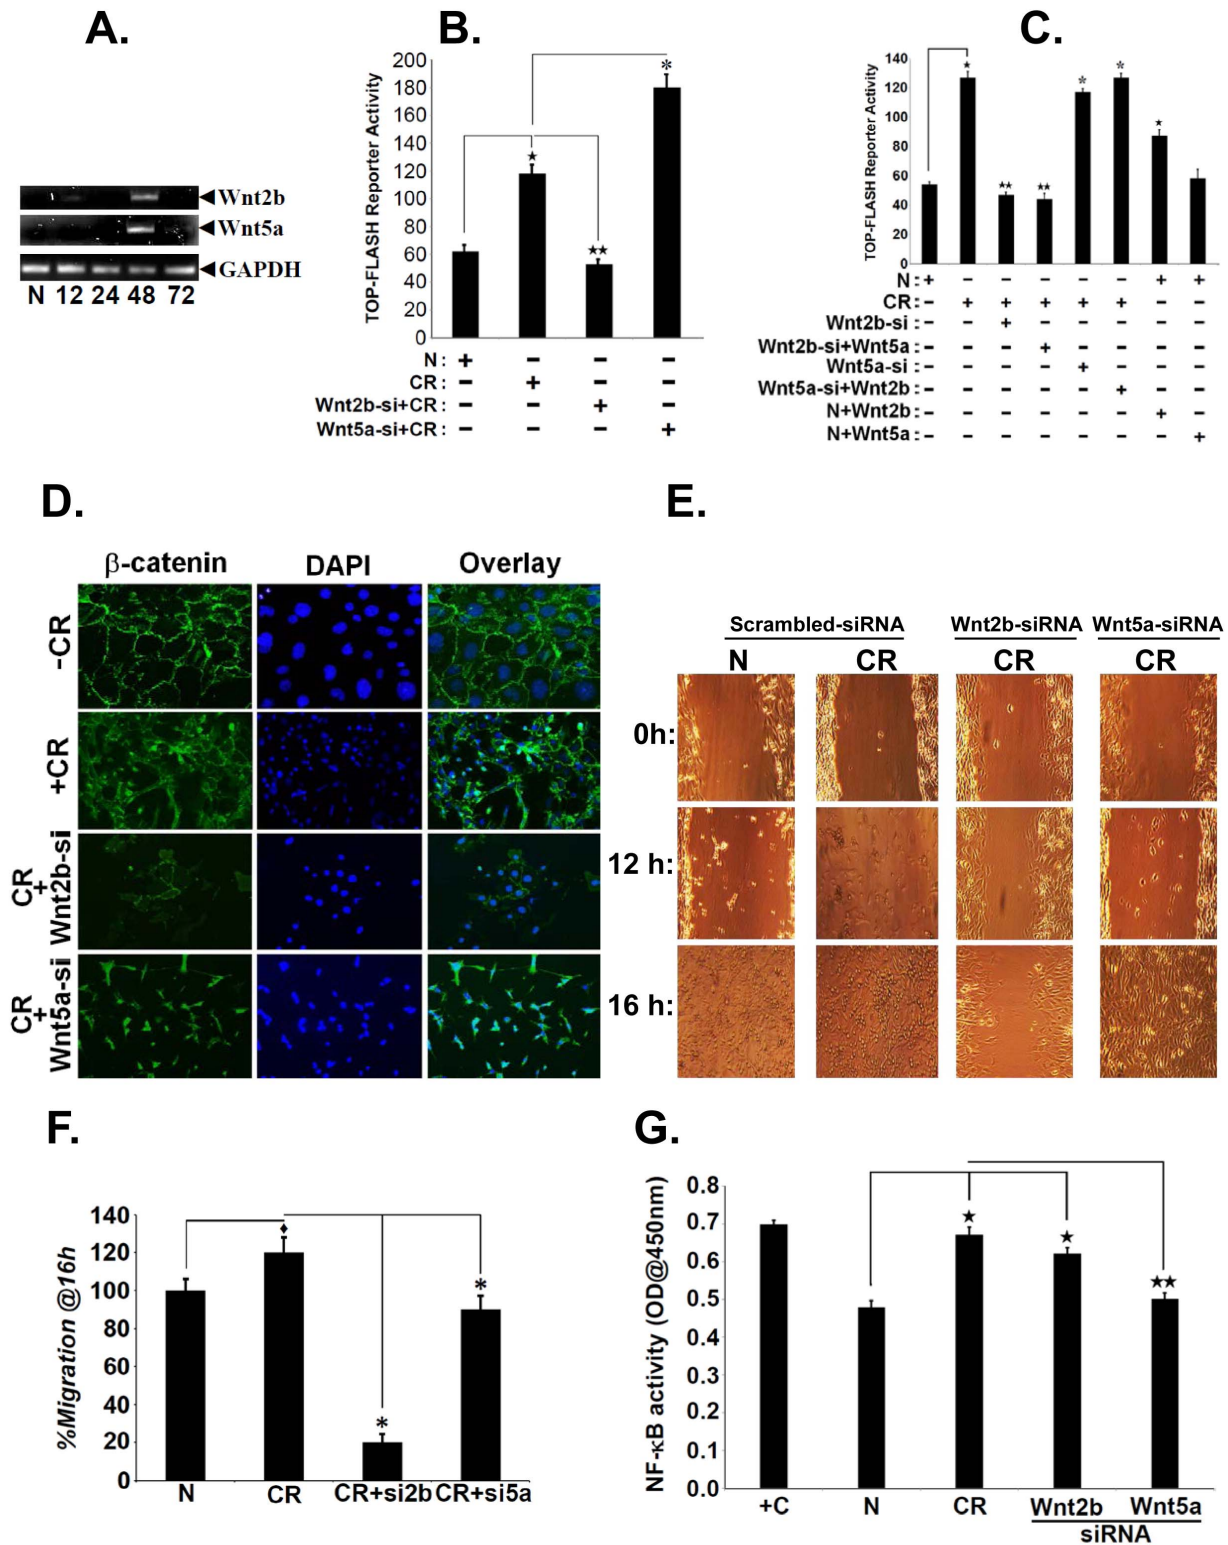 A.
Wnt2b
Wnt5a
GAPDH
N 12 24 48 72
B.
TOP-FLASH Reporter Activity
200
180
160
140
120
100
80
60
40
20
0
★
★★
*
N : + – – –
CR : – + – –
Wnt2b-si+CR : – – + –
Wnt5a-si+CR : – – – +
C.
TOP-FLASH Reporter Activity
140
120
100
80
60
40
20
0
★ ★★ ★★ * * ★
N : + – – – – – + +
CR : – + + + + + – –
Wnt2b-si : – – + – – – – –
Wnt2b-si+Wnt5a : – – – + – – – –
Wnt5a-si : – – – – + – – –
Wnt5a-si+Wnt2b : – – – – – + – –
N+Wnt2b : – – – – – – + –
N+Wnt5a : – – – – – – – +
D.
β-catenin DAPI Overlay
-CR
+CR
CR + Wnt2b-si
CR + Wnt5a-si
E.
Scrambled-siRNA Wnt2b-siRNA Wnt5a-siRNA
N CR CR CR
0h:
12 h:
16 h:
F.
%Migration @16h
140
120
100
80
60
40
20
0
♦ * *
N CR CR+si2b CR+si5a
G.
NF-κB activity (OD@450nm)
0.8
0.7
0.6
0.5
0.4
0.3
0.2
0.1
0.0
★ ★ ★★
+C N CR Wnt2b Wnt5a
siRNA